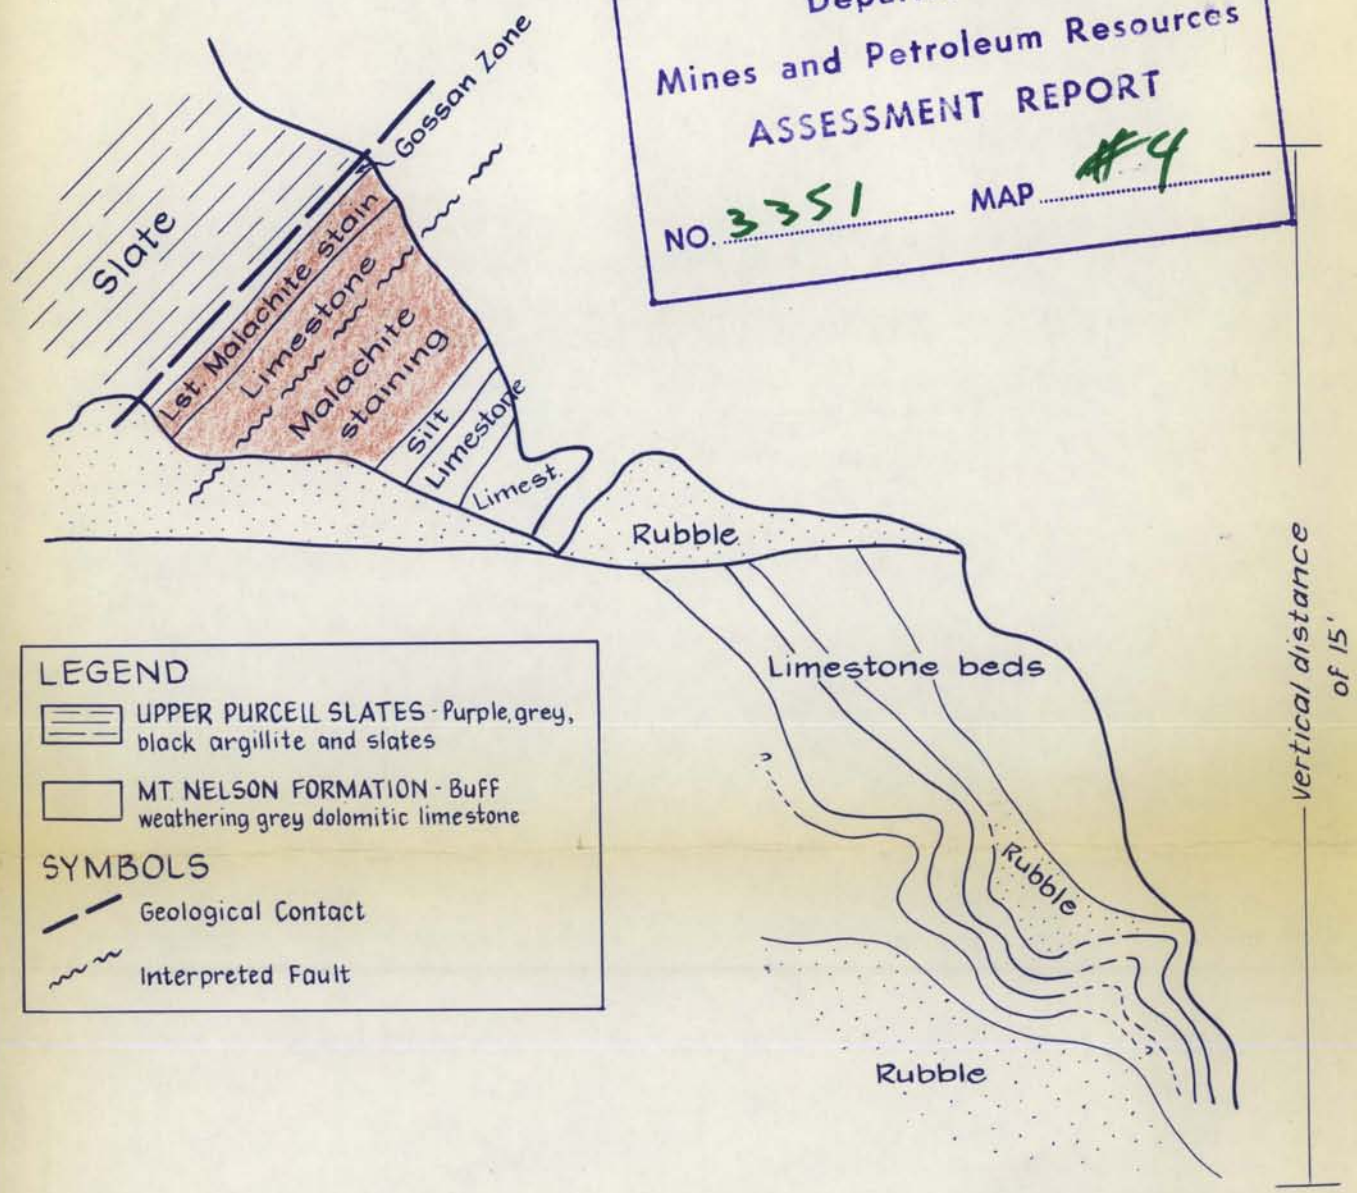 Mines and Petroleum Resources
ASSESSMENT REPORT
NO. 3351 MAP #4
Gossan Zone
Slate
Lst. Malachite stain
Limestone
Malachite
staining
Silt
Limestone
Limest.
Rubble
Limestone beds
Rubble
Rubble
vertical distance
of 15'
LEGEND
UPPER PURCELL SLATES - Purple, grey,
black argillite and slates
MT. NELSON FORMATION - Buff
weathering grey dolomitic limestone
SYMBOLS
Geological Contact
Interpreted Fault
?
?